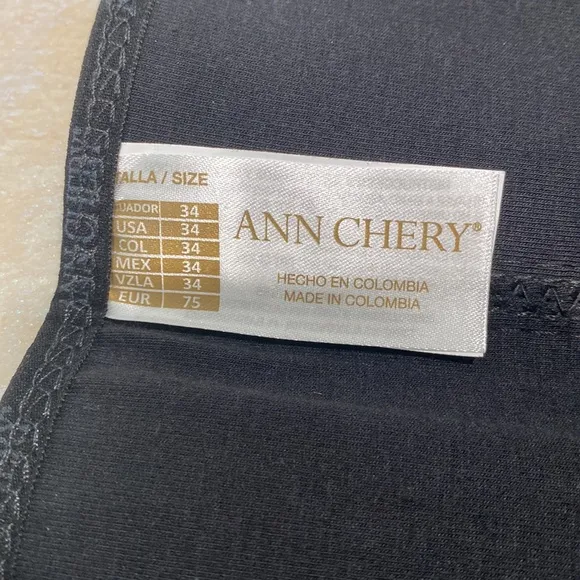 TALLA / SIZE
ECUADOR 34
USA 34
COL 34
MEX 34
VZLA 34
EUR 75
ANN CHERY®
HECHO EN COLOMBIA
MADE IN COLOMBIA